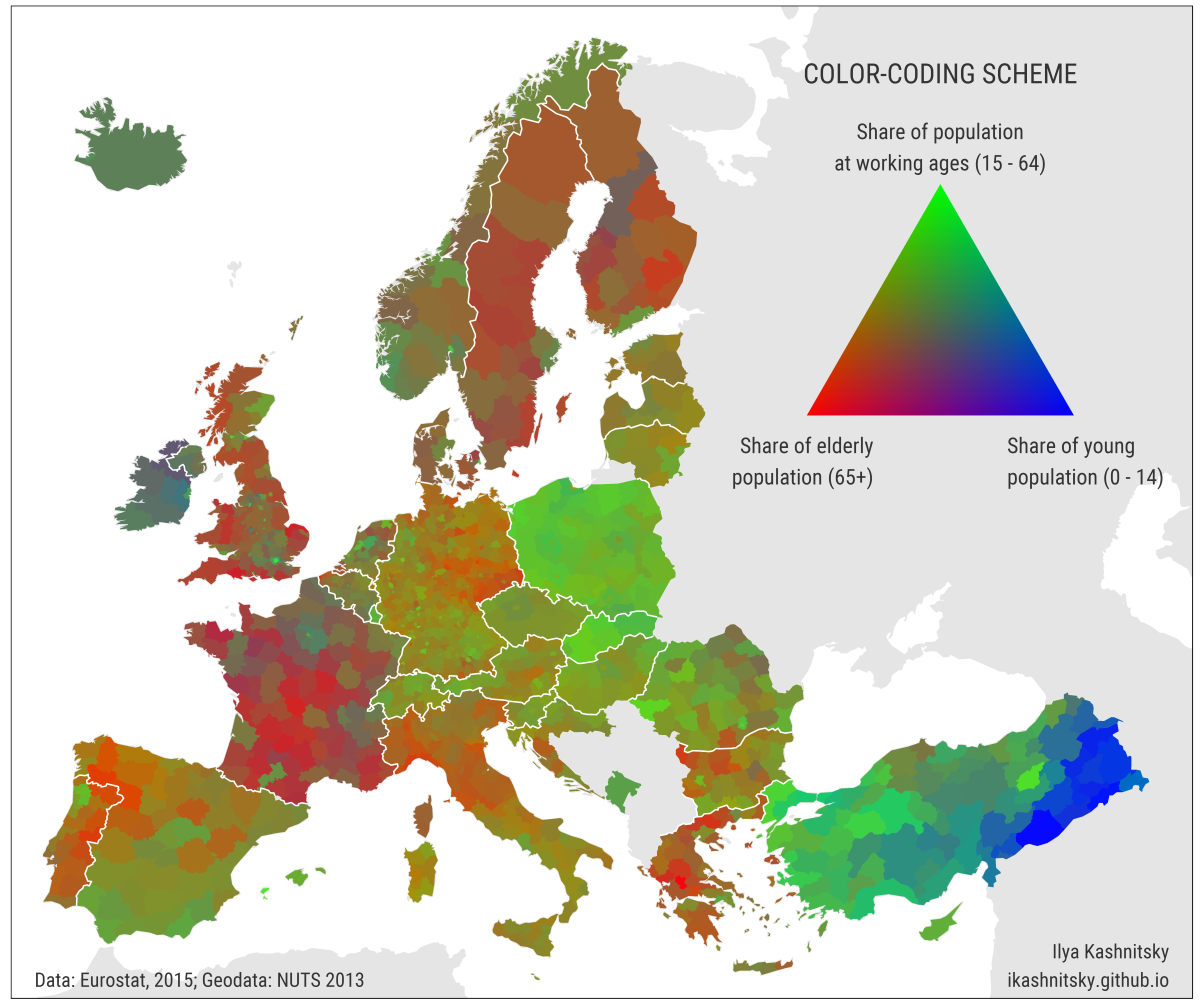 COLOR-CODING SCHEME
Share of population
at working ages (15 - 64)
Share of elderly
population (65+)
Share of young
population (0 - 14)
Ilya Kashnitsky
ikashnitsky.github.io
Data: Eurostat, 2015; Geodata: NUTS 2013